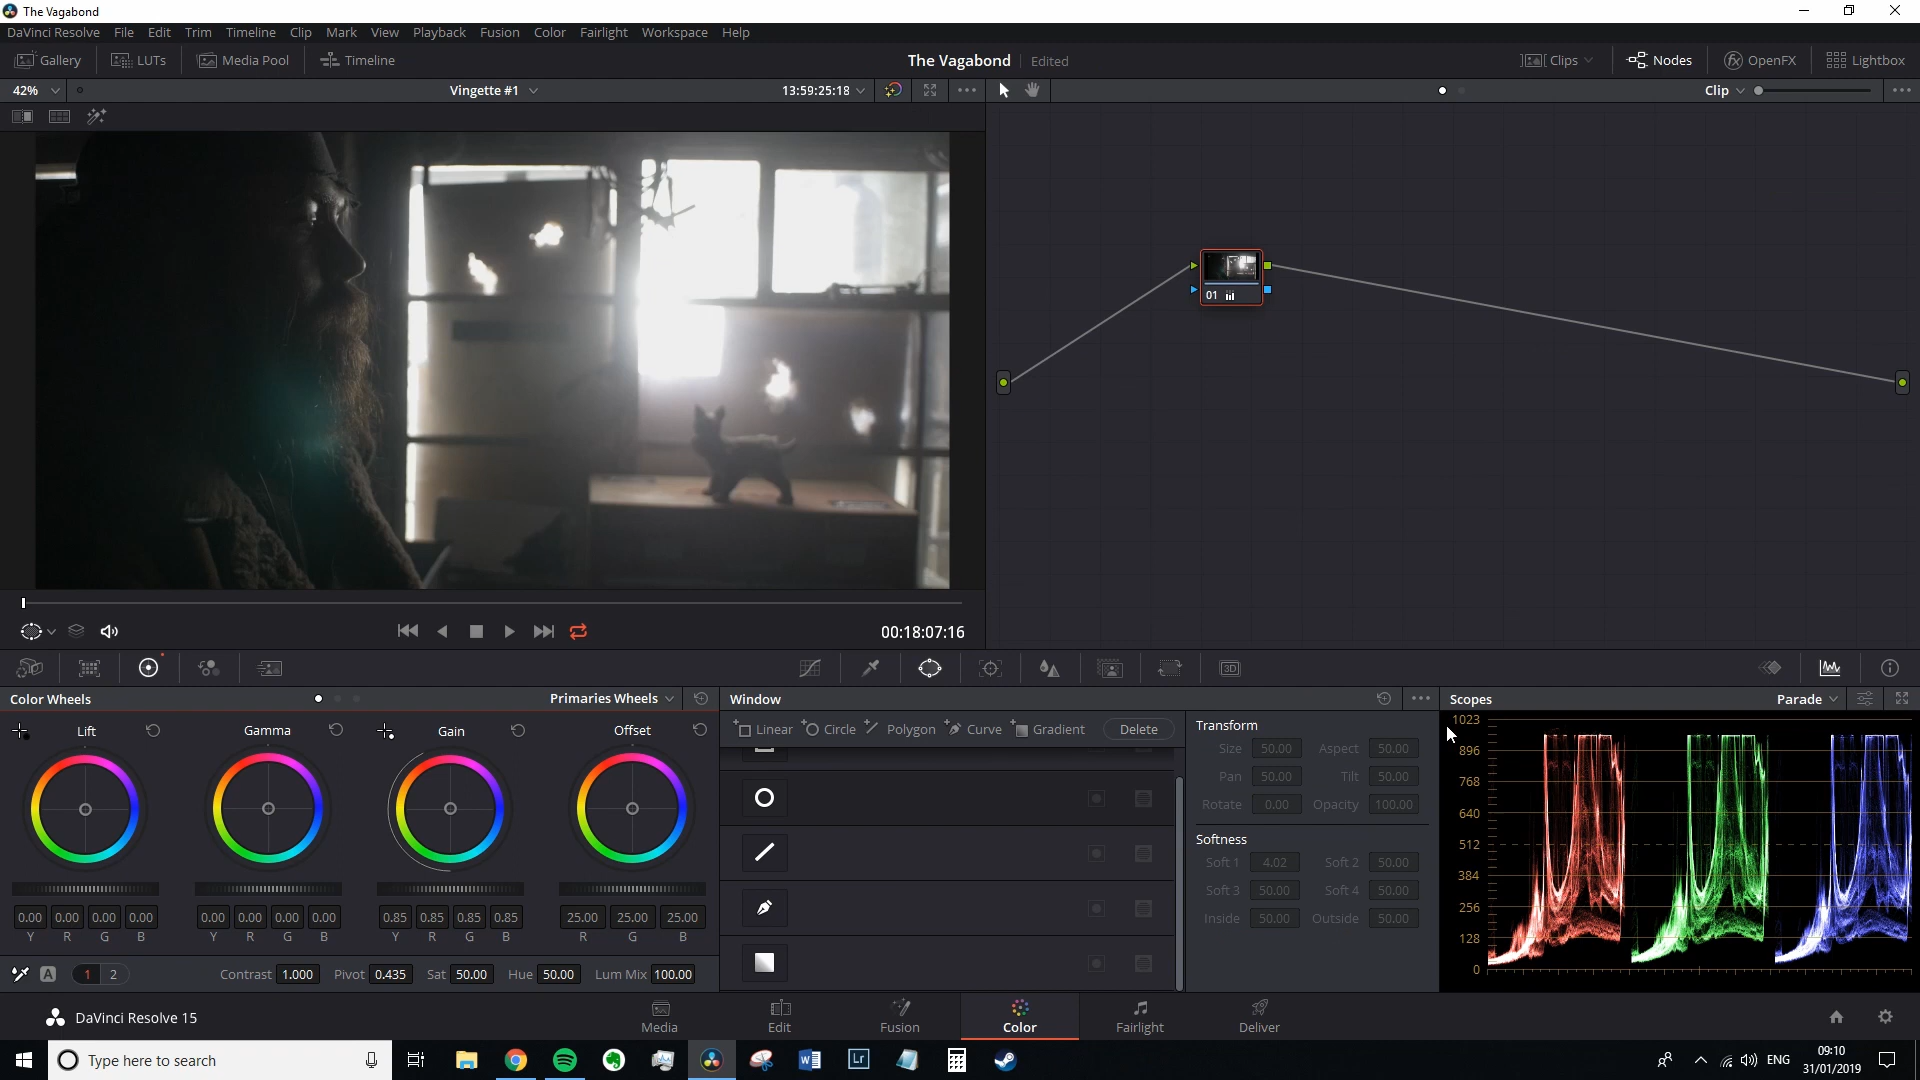 The Vagabond
DaVinci Resolve File Edit Trim Timeline Clip Mark View Playback Fusion Color Fairlight Workspace Help
Gallery LUTs Media Pool Timeline The Vagabond Edited Clips Nodes OpenFX Lightbox
42% Vingette #1 13:59:25:18 Clip
01
00:18:07:16
Color Wheels Primaries Wheels Window Scopes Parade
Lift Gamma Gain Offset
Linear Circle Polygon Curve Gradient Delete
Transform
Size 50.00 Aspect 50.00
Pan 50.00 Tilt 50.00
Rotate 0.00 Opacity 100.00
Softness
Soft 1 4.02 Soft 2 50.00
Soft 3 50.00 Soft 4 50.00
Inside 50.00 Outside 50.00
1023
896
768
640
512
384
256
128
0
0.00 0.00 0.00 0.00 0.00 0.00 0.00 0.00 0.85 0.85 0.85 0.85 25.00 25.00 25.00
Y R G B Y R G B Y R G B R G B
A 1 2 Contrast 1.000 Pivot 0.435 Sat 50.00 Hue 50.00 Lum Mix 100.00
3D
DaVinci Resolve 15 Media Edit Fusion Color Fairlight Deliver
Type here to search W Lr ENG 09:10
31/01/2019